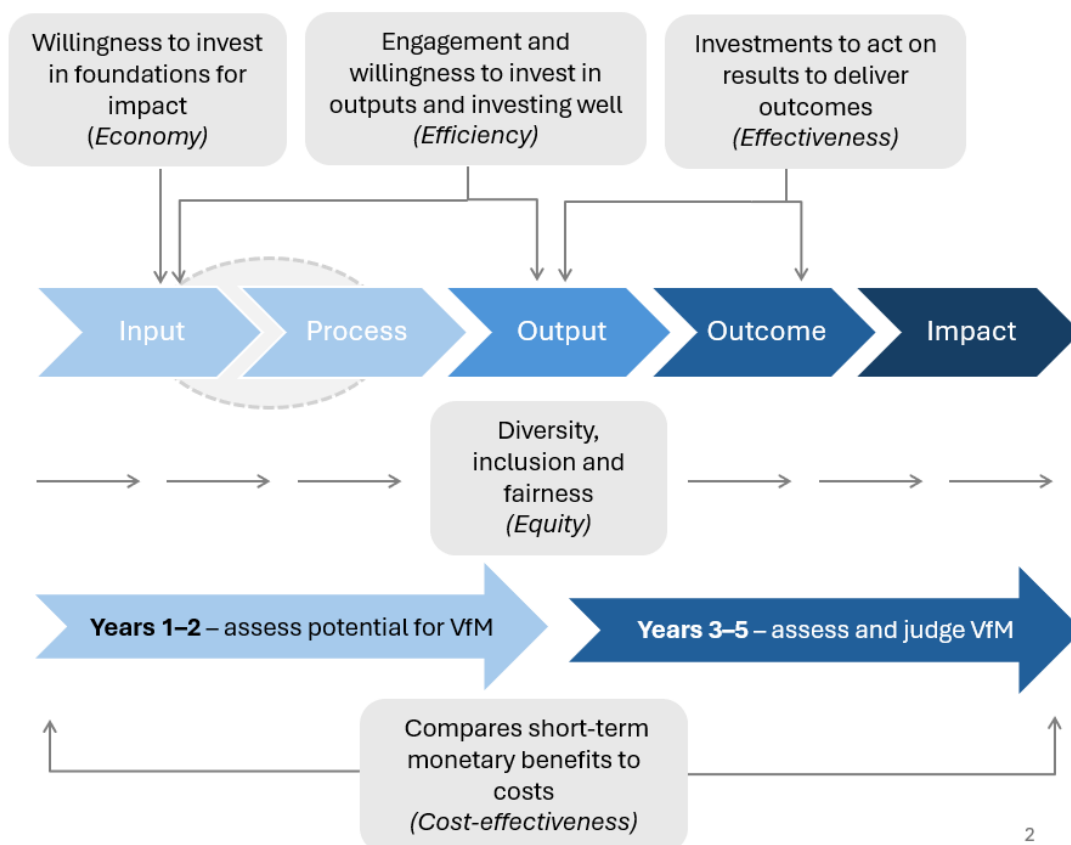 Willingness to invest
in foundations for
impact
(Economy)
Engagement and
willingness to invest in
outputs and investing well
(Efficiency)
Investments to act on
results to deliver
outcomes
(Effectiveness)
Input
Process
Output
Outcome
Impact
Diversity,
inclusion and
fairness
(Equity)
Years 1–2 – assess potential for VfM
Years 3–5 – assess and judge VfM
Compares short-term
monetary benefits to
costs
(Cost-effectiveness)
2